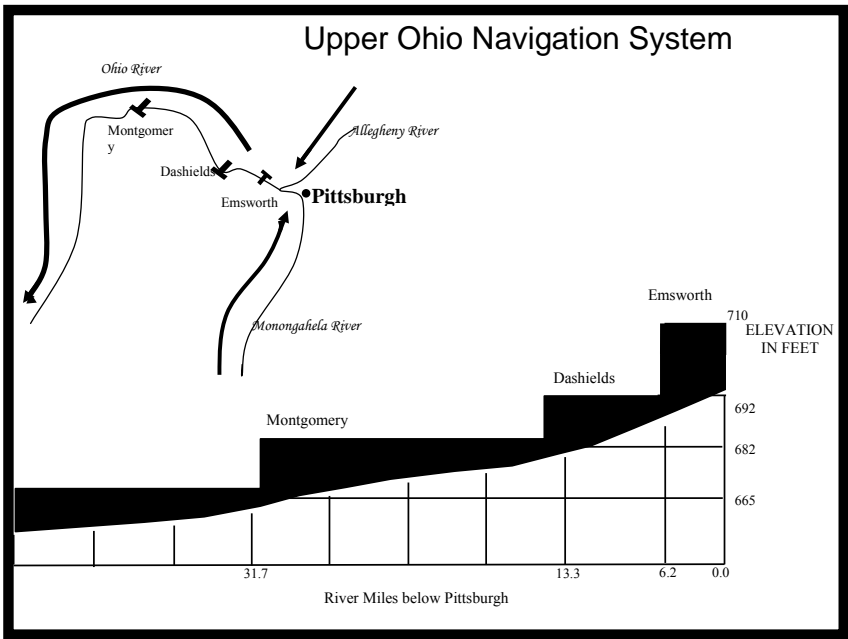 Upper Ohio Navigation System
Ohio River
Allegheny River
Montgomer
y
Dashields
Emsworth
Pittsburgh
Monongahela River
Emsworth
710
ELEVATION
IN FEET
Dashields
692
Montgomery
682
665
31.7
13.3
6.2
0.0
River Miles below Pittsburgh